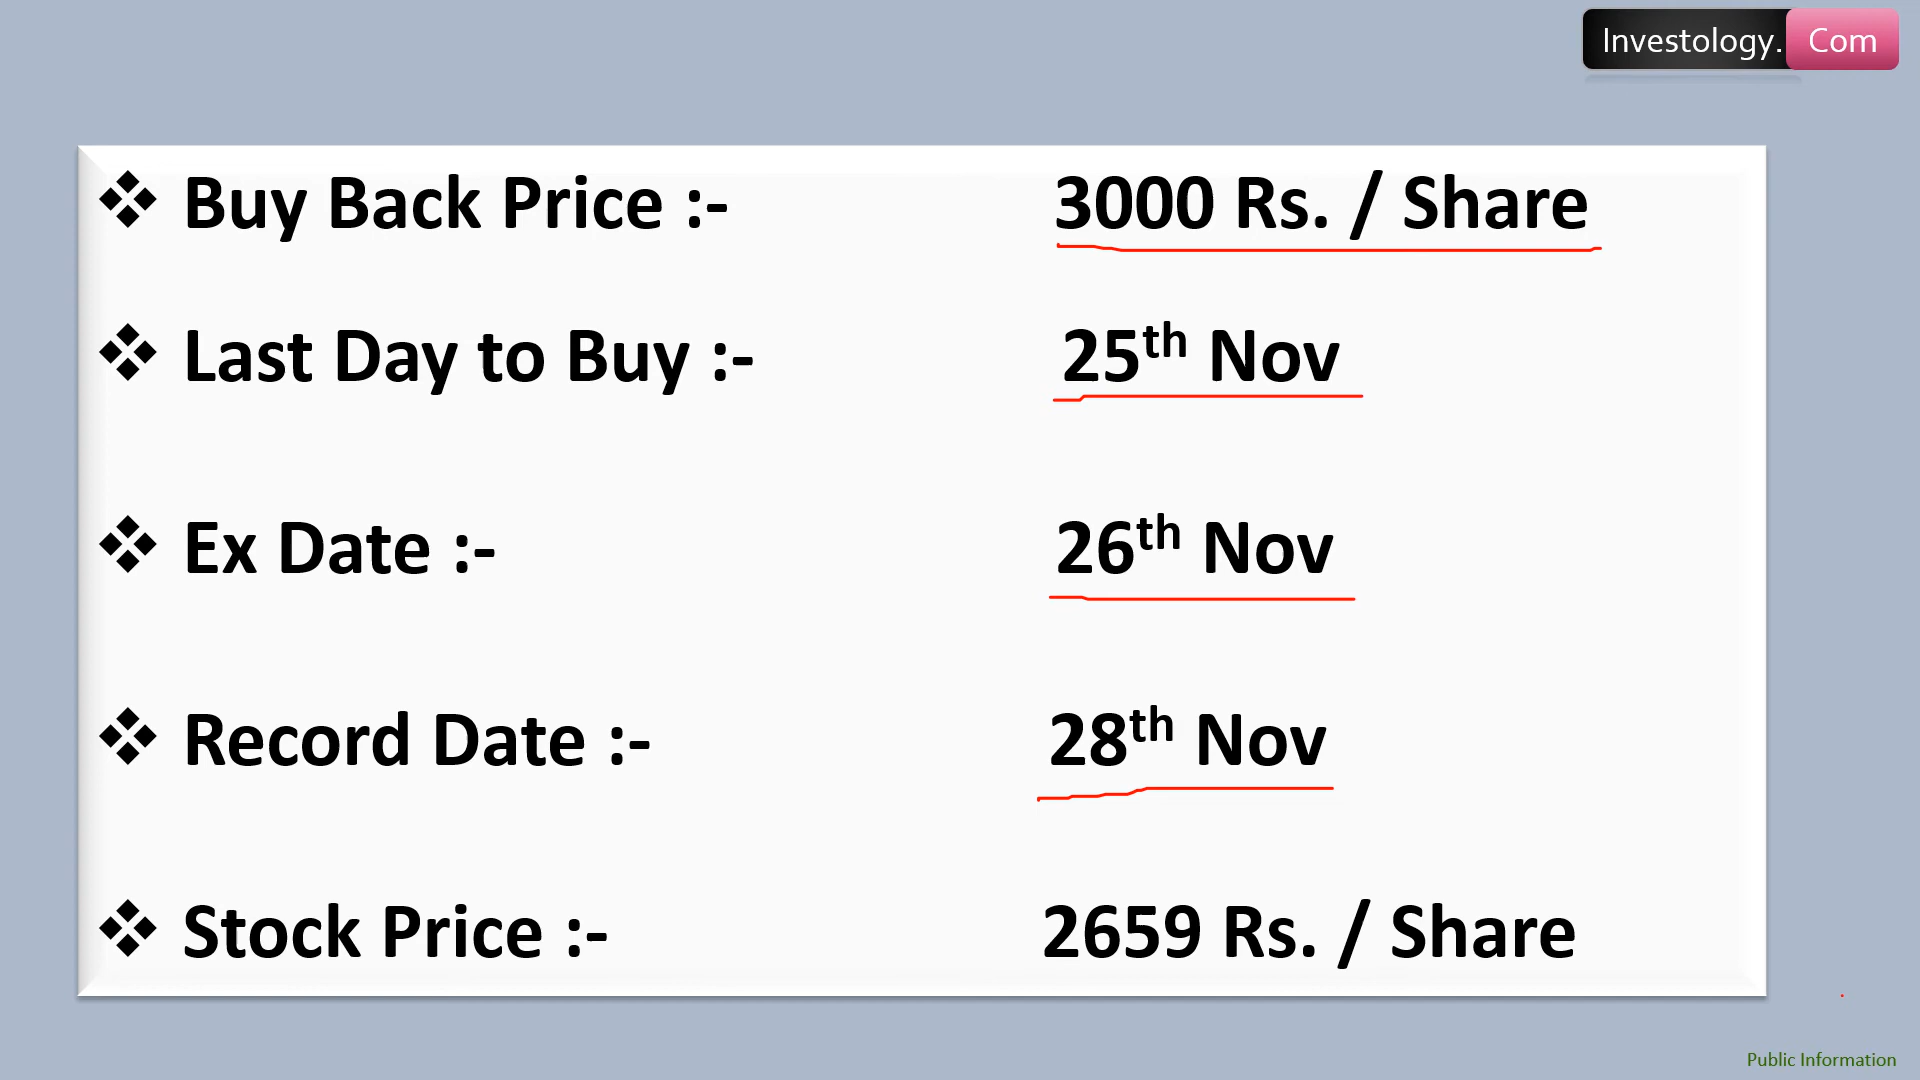 Investology. Com
❖ Buy Back Price :- 3000 Rs. / Share
❖ Last Day to Buy :- 25th Nov
❖ Ex Date :- 26th Nov
❖ Record Date :- 28th Nov
❖ Stock Price :- 2659 Rs. / Share
Public Information